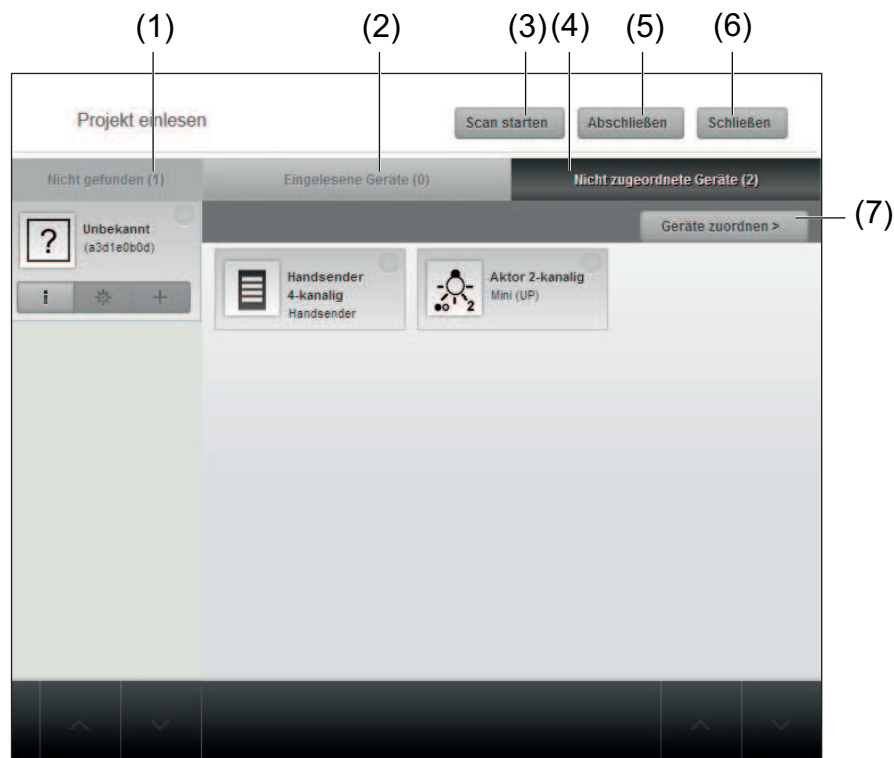 (1) (2) (3) (4) (5) (6)
Projekt einlesen Scan starten Abschließen Schließen
Nicht gefunden (1) Eingelesene Geräte (0) Nicht zugeordnete Geräte (2)
(7)
Geräte zuordnen >
?
Unbekannt
(a3d1e0b0d)
i +
Handsender
4-kanalig
Handsender
Aktor 2-kanalig
Mini (UP)
2